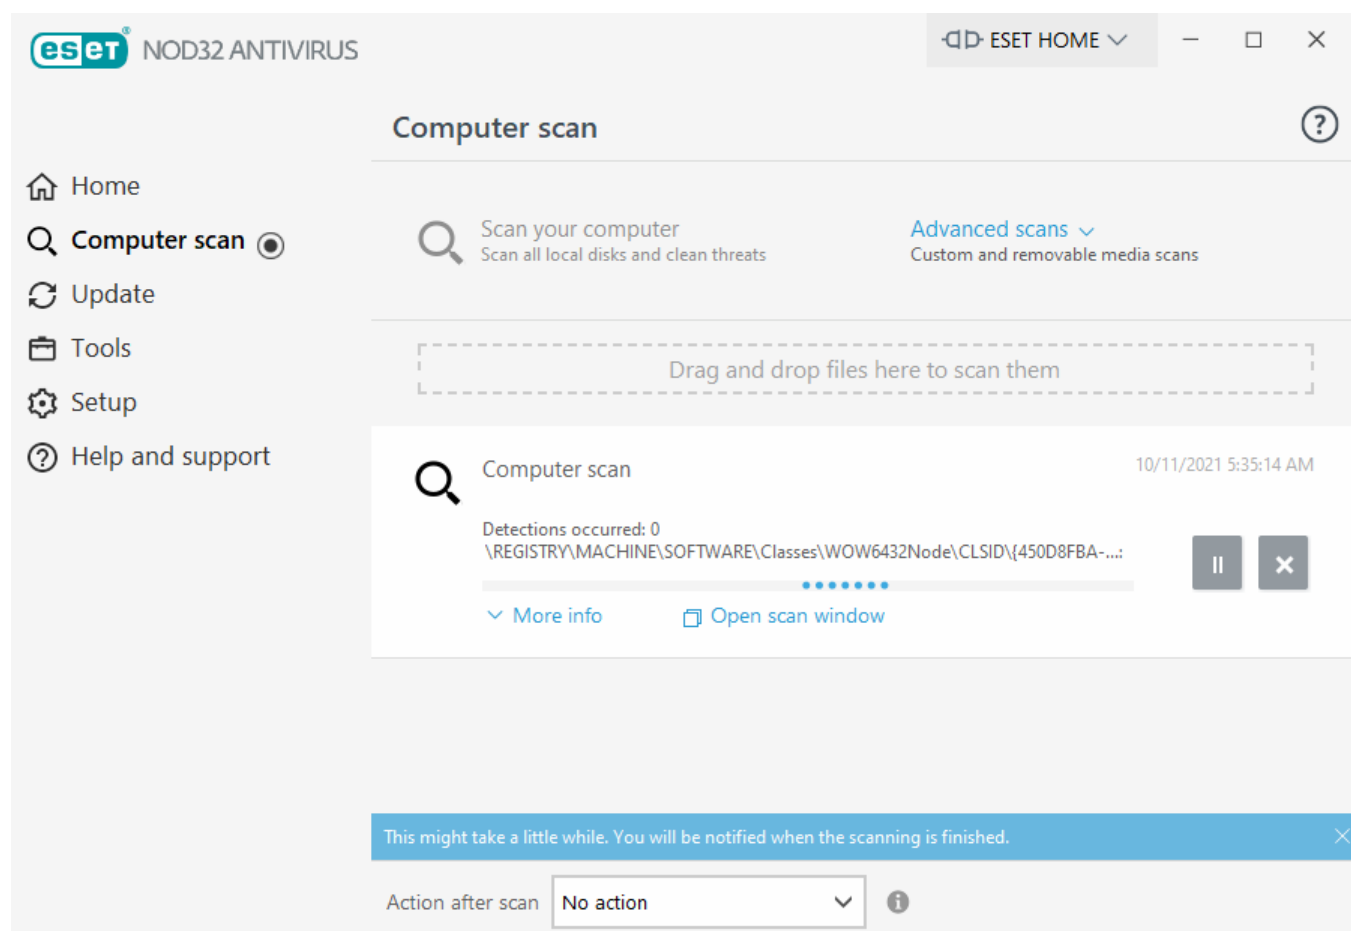 eset® NOD32 ANTIVIRUS
ESET HOME
Computer scan
?
Home
Computer scan
Update
Tools
Setup
Help and support
Scan your computer
Scan all local disks and clean threats
Advanced scans
Custom and removable media scans
Drag and drop files here to scan them
Computer scan
10/11/2021 5:35:14 AM
Detections occurred: 0
\REGISTRY\MACHINE\SOFTWARE\Classes\WOW6432Node\CLSID\{450D8FBA-...:
More info
Open scan window
This might take a little while. You will be notified when the scanning is finished.
Action after scan
No action